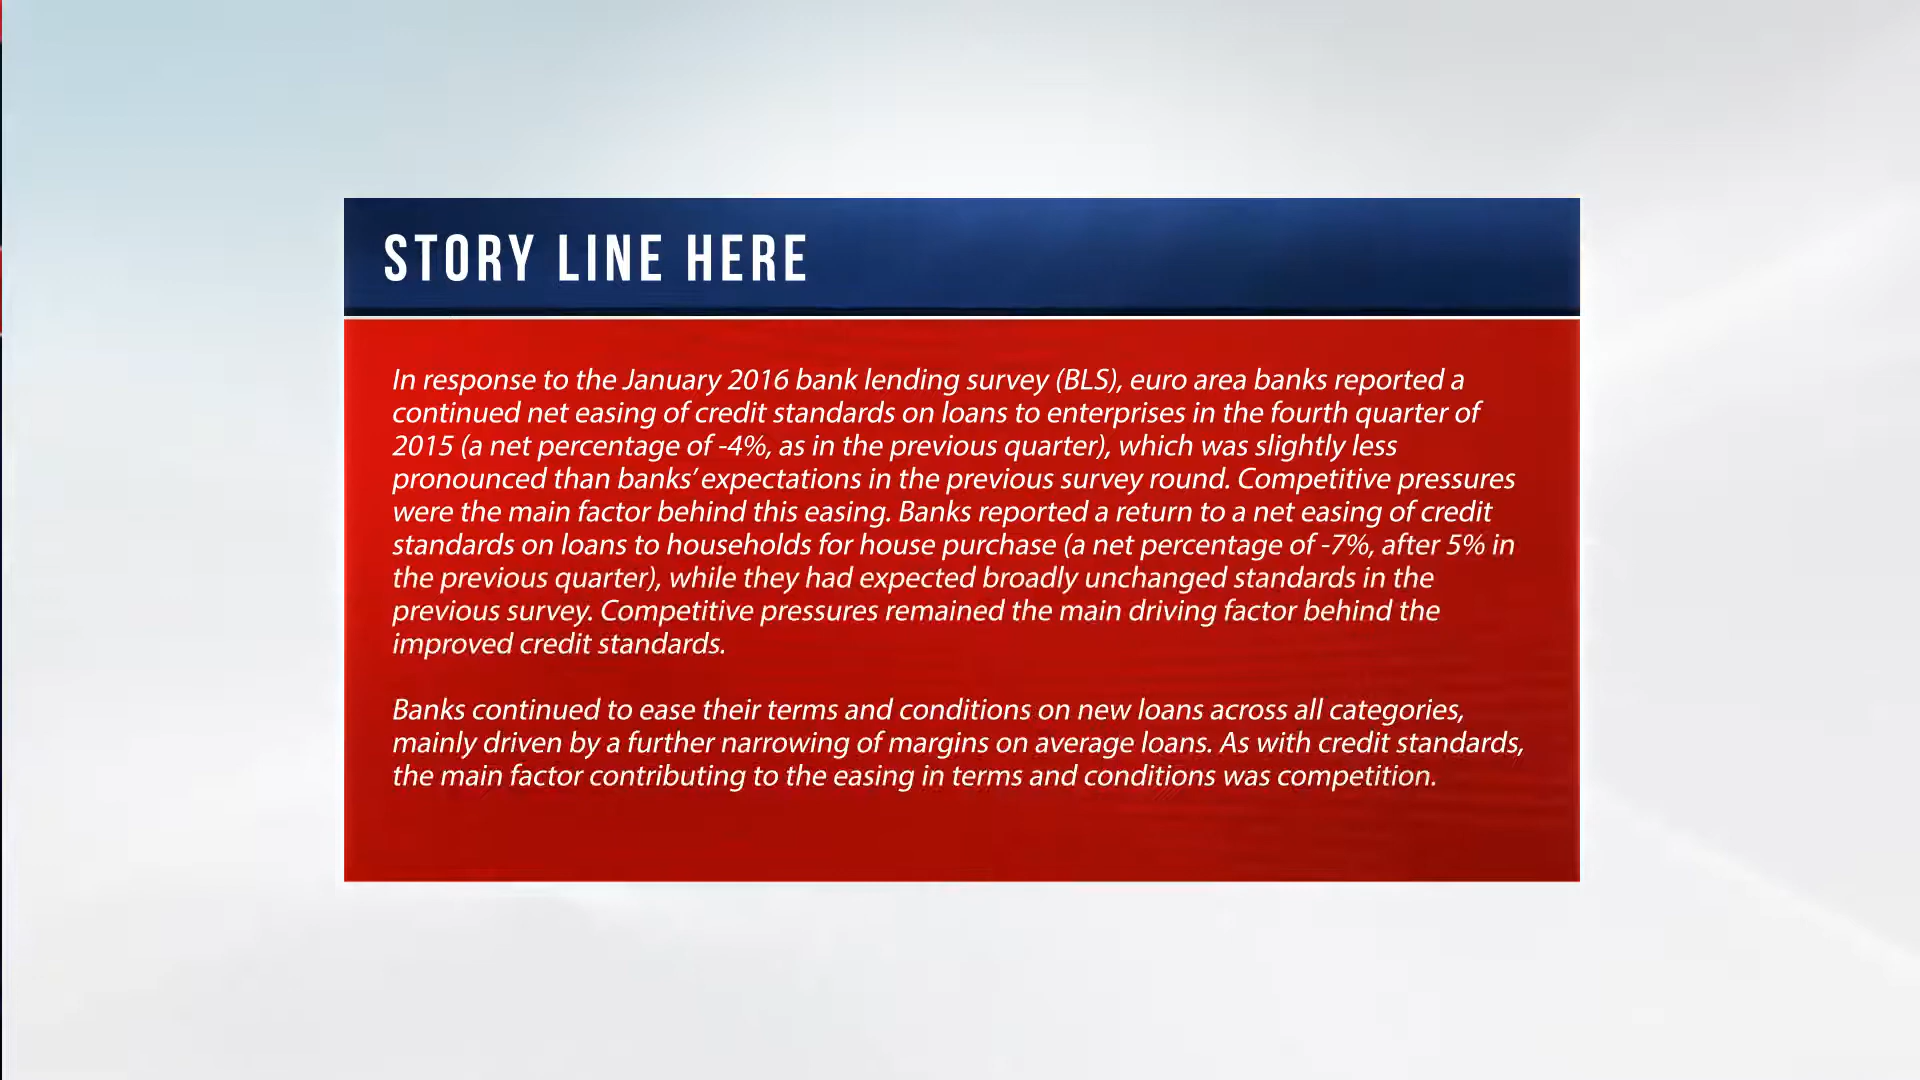 STORY LINE HERE
In response to the January 2016 bank lending survey (BLS), euro area banks reported a
continued net easing of credit standards on loans to enterprises in the fourth quarter of
2015 (a net percentage of -4%, as in the previous quarter), which was slightly less
pronounced than banks’ expectations in the previous survey round. Competitive pressures
were the main factor behind this easing. Banks reported a return to a net easing of credit
standards on loans to households for house purchase (a net percentage of -7%, after 5% in
the previous quarter), while they had expected broadly unchanged standards in the
previous survey. Competitive pressures remained the main driving factor behind the
improved credit standards.
Banks continued to ease their terms and conditions on new loans across all categories,
mainly driven by a further narrowing of margins on average loans. As with credit standards,
the main factor contributing to the easing in terms and conditions was competition.